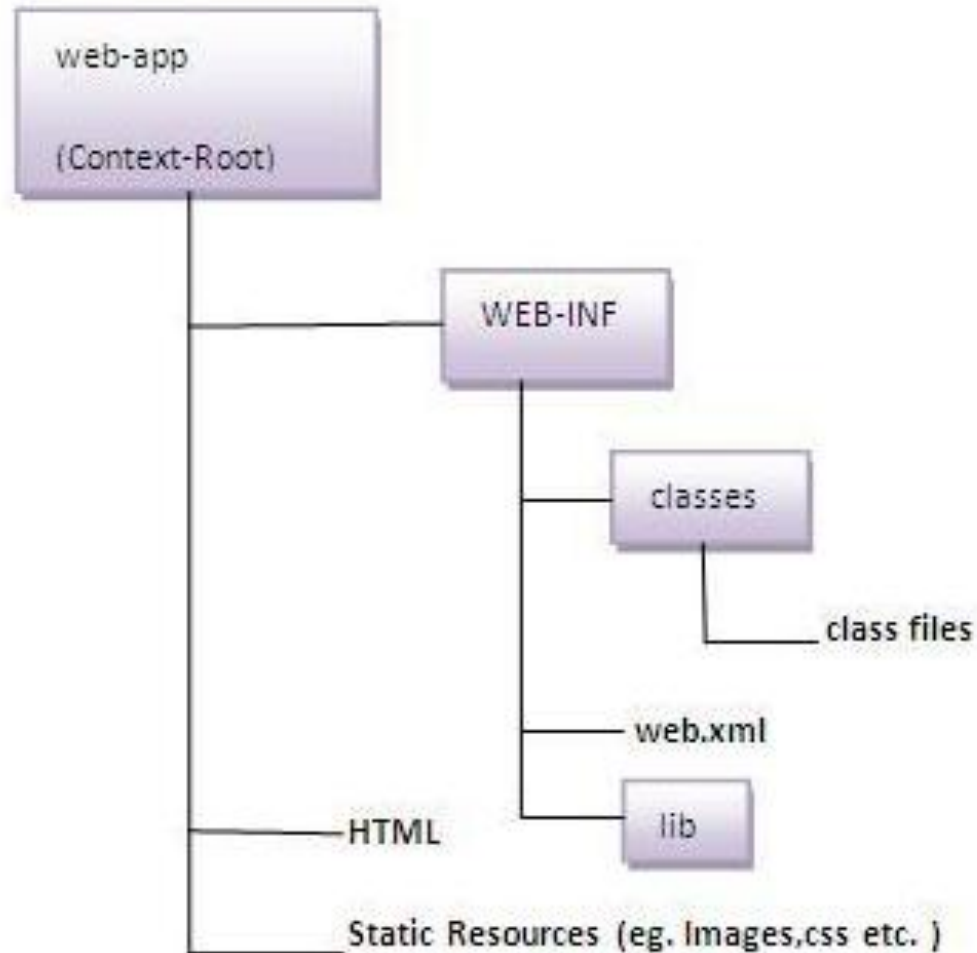 web-app
(Context-Root)
WEB-INF
classes
class files
web.xml
lib
HTML
Static Resources (eg. Images,css etc. )